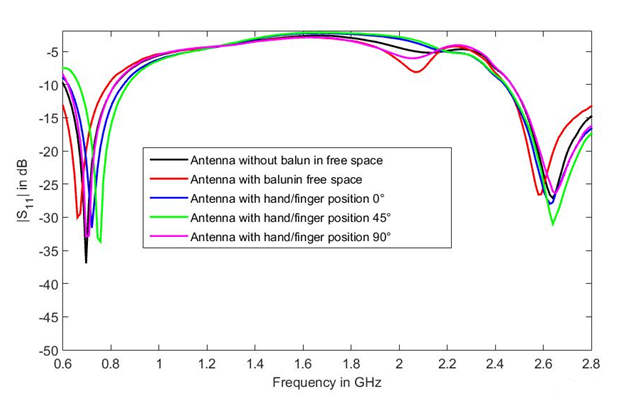 -5
-10
-15
-20
-25
-30
-35
-40
-45
-50
|S11| in dB
Antenna without balun in free space
Antenna with balunin free space
Antenna with hand/finger position 0°
Antenna with hand/finger position 45°
Antenna with hand/finger position 90°
0.6 0.8 1 1.2 1.4 1.6 1.8 2 2.2 2.4 2.6 2.8
Frequency in GHz